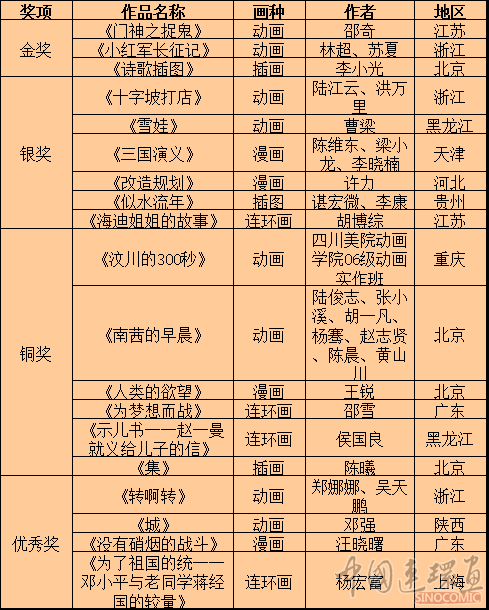 奖项 作品名称 画种 作者 地区
金奖 《门神之捉鬼》 动画 邵奇 江苏
《小红军长征记》 动画 林超、苏夏 浙江
《诗歌插图》 插画 李小光 北京
银奖 《十字坡打店》 动画 陆江云、洪万
里 浙江
《雪娃》 动画 曹梁 黑龙江
《三国演义》 漫画 陈维东、梁小
龙、李晓楠 天津
《改造规划》 漫画 许力 河北
《似水流年》 插图 谌宏微、李康 贵州
《海迪姐姐的故事》 连环画 胡博综 江苏
铜奖 《汶川的300秒》 动画 四川美院动画
学院06级动画
实作班 重庆
《南茜的早晨》 动画 陆俊志、张小
溪、胡一凡、
杨骞、赵志贤
、陈晨、黄山
川 北京
《人类的欲望》 漫画 王锐 北京
《为梦想而战》 连环画 邵雪 广东
《示儿书——赵一曼
就义给儿子的信》 连环画 侯国良 黑龙江
《集》 插画 陈曦 北京
优秀奖 《转啊转》 动画 郑娜娜、吴天
鹏 浙江
《城》 动画 邓强 陕西
《没有硝烟的战斗》 漫画 汪晓曙 广东
《为了祖国的统一——
邓小平与老同学蒋经
国的较量》 连环画 杨宏富 上海
中国连环画
SINOCOMIC